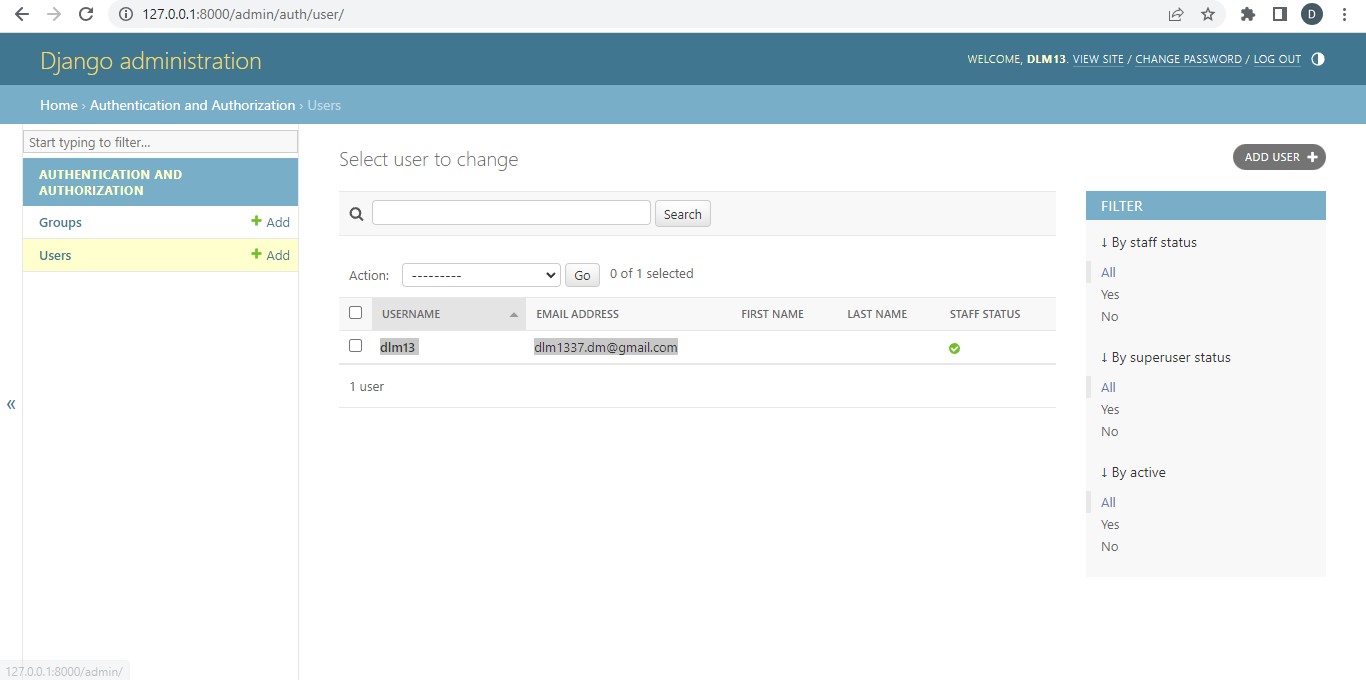 127.0.0.1:8000/admin/auth/user/
D
Django administration
WELCOME, DLM13. VIEW SITE / CHANGE PASSWORD / LOG OUT
Home › Authentication and Authorization › Users
Start typing to filter...
AUTHENTICATION AND
AUTHORIZATION
Groups + Add
Users + Add
«
Select user to change
ADD USER +
Search
Action: --------- Go 0 of 1 selected
USERNAME EMAIL ADDRESS FIRST NAME LAST NAME STAFF STATUS
dlm13 dlm1337.dm@gmail.com
1 user
FILTER
↓ By staff status
All
Yes
No
↓ By superuser status
All
Yes
No
↓ By active
All
Yes
No
127.0.0.1:8000/admin/